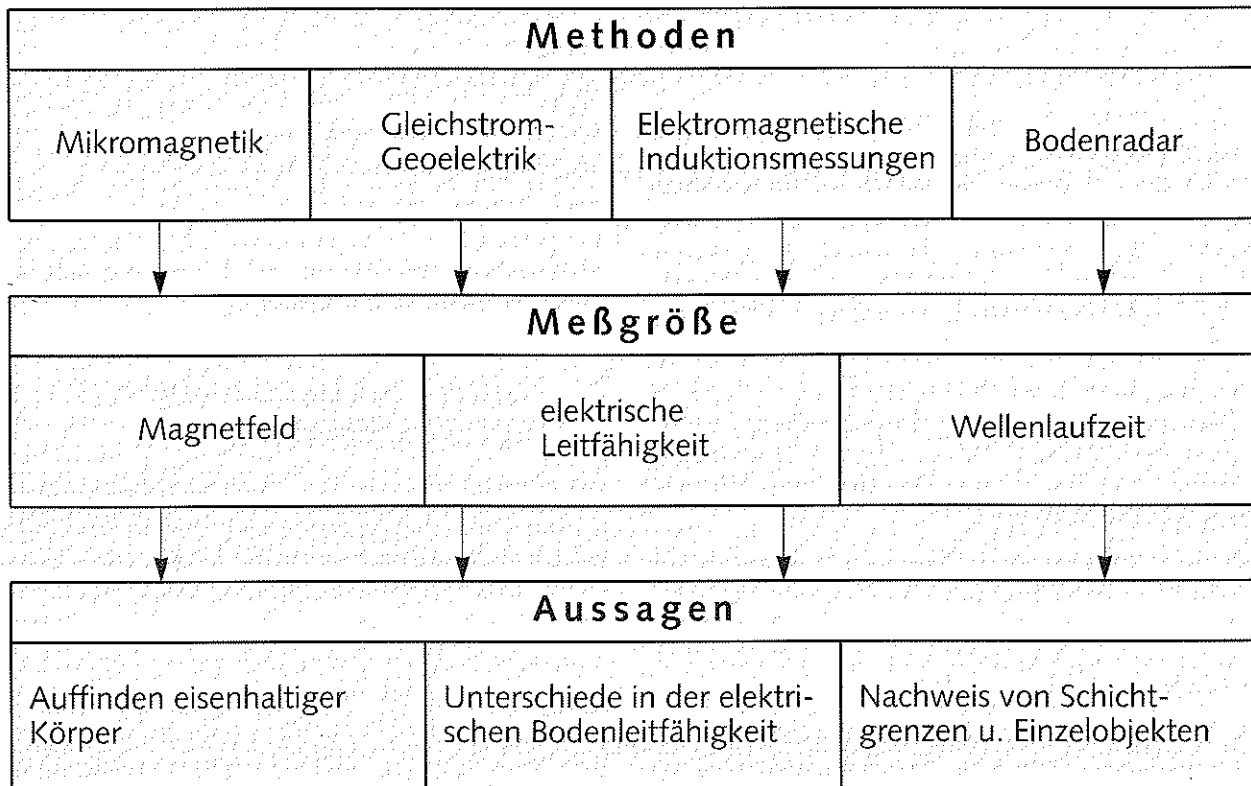 Methoden
Mikromagnetik
Gleichstrom-
Geoelektrik
Elektromagnetische
Induktionsmessungen
Bodenradar
Meßgröße
Magnetfeld
elektrische
Leitfähigkeit
Wellenlaufzeit
Aussagen
Auffinden eisenhaltiger
Körper
Unterschiede in der elektri-
schen Bodenleitfähigkeit
Nachweis von Schicht-
grenzen u. Einzelobjekten